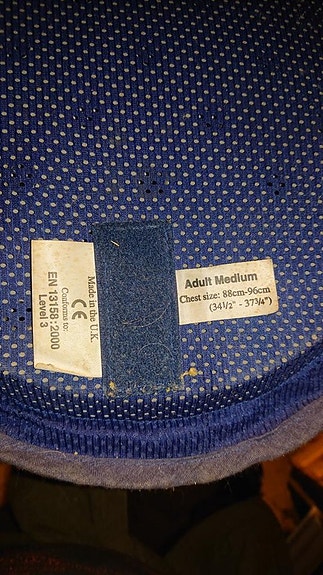 Made in the U.K.
CE
Conforms to:
EN 13158:2000
Level 3
Adult Medium
Chest size: 88cm-96cm
(34½" - 37¾")